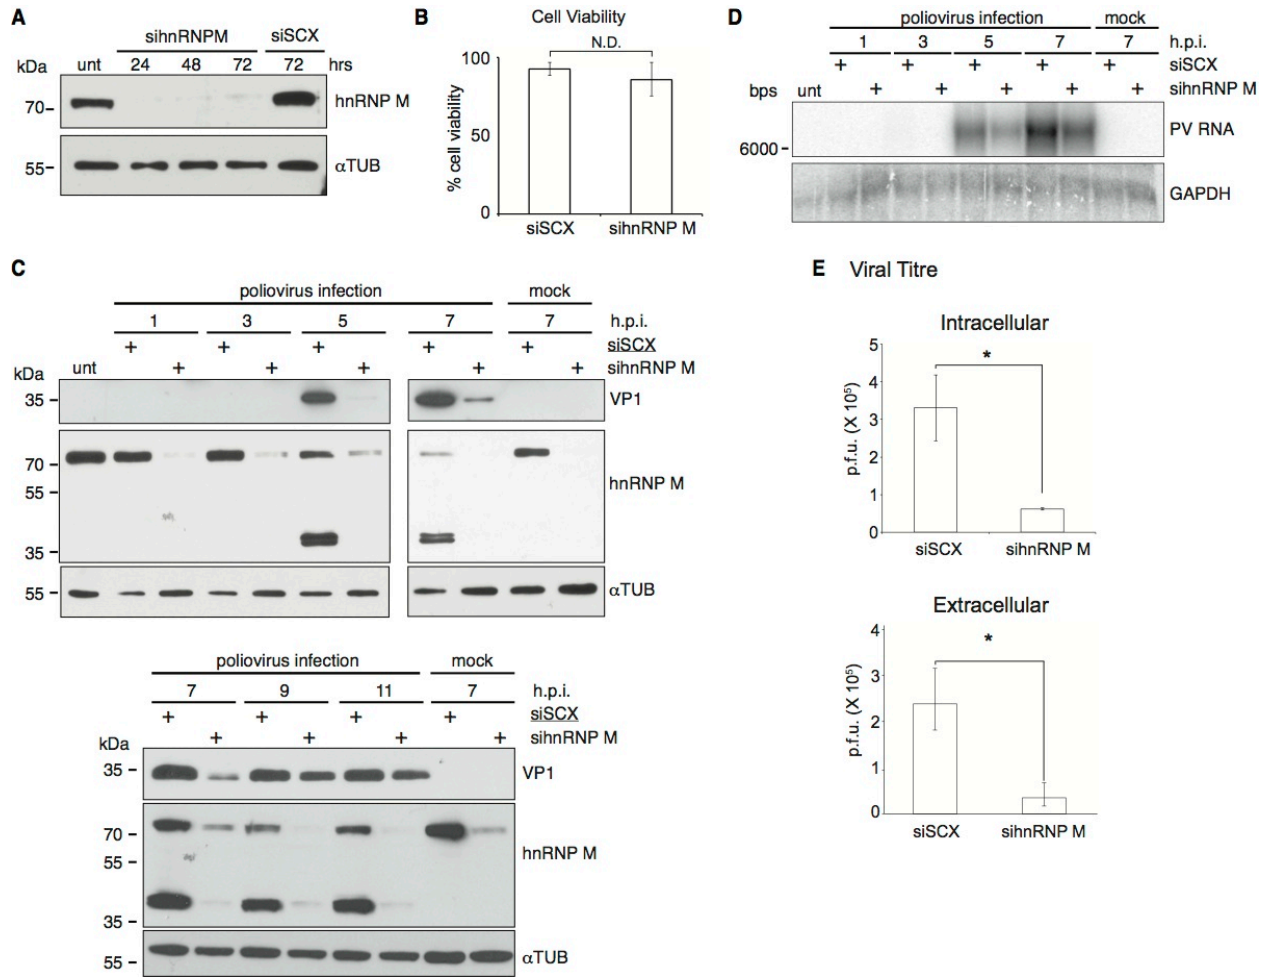 A
sihnRNPM siSCX
kDa unt 24 48 72 72 hrs
70- hnRNP M
55- αTUB
B
Cell Viability
N.D.
100
50
0
% cell viability
siSCX sihnRNP M
C
poliovirus infection mock
1 3 5 7 7 h.p.i.
+ + + + + siSCX
kDa unt + + + + + sihnRNP M
35 - VP1
70 -
55 -
35 -
hnRNP M
55 - αTUB
poliovirus infection mock
7 9 11 7 h.p.i.
+ + + + siSCX
+ + + + sihnRNP M
kDa
35 - VP1
70 -
55 -
35 -
hnRNP M
55 - αTUB
D
poliovirus infection mock
1 3 5 7 7 h.p.i.
+ + + + + siSCX
bps unt + + + + + sihnRNP M
PV RNA
6000 -
GAPDH
E Viral Titre
Intracellular
5
4
3
2
1
0
p.f.u. (X 10⁵)
*
siSCX sihnRNP M
Extracellular
4
3
2
1
0
p.f.u. (X 10⁵)
*
siSCX sihnRNP M